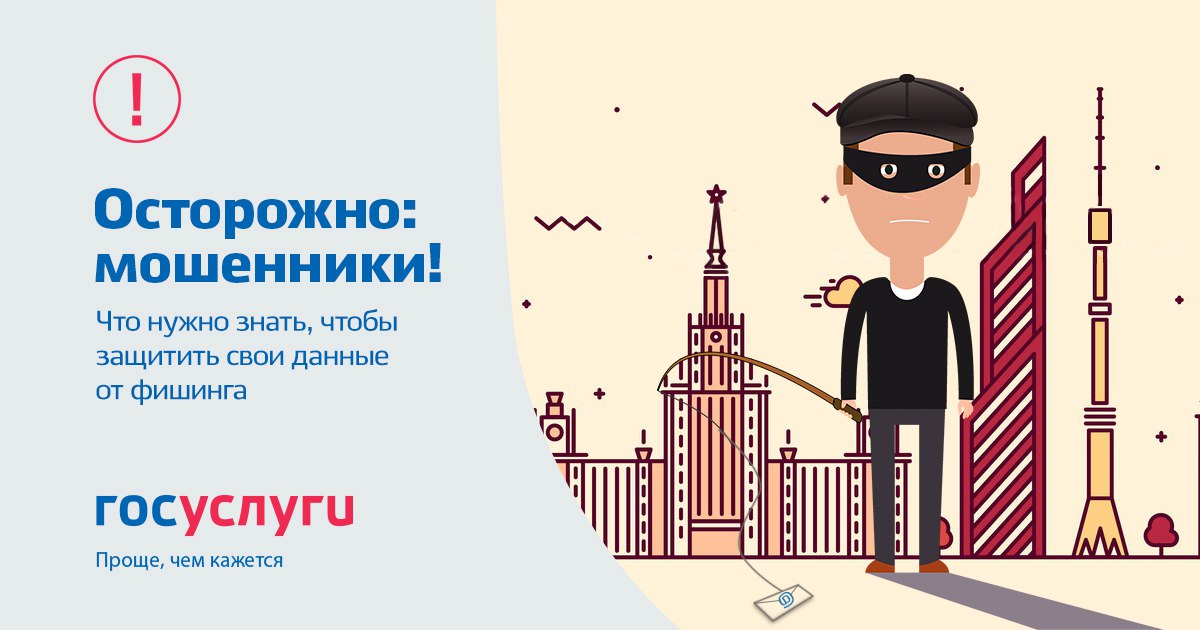 !
Осторожно:
мошенники!
Что нужно знать, чтобы
защитить свои данные
от фишинга
госуслуги
Проще, чем кажется